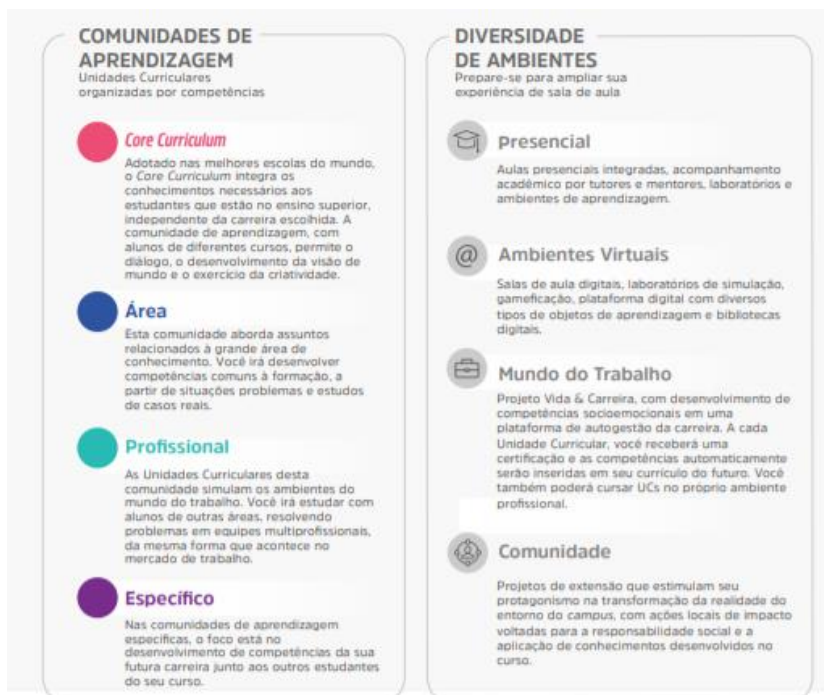 COMUNIDADES DE
APRENDIZAGEM
Unidades Curriculares
organizadas por competências
Core Curriculum
Adotado nas melhores escolas do mundo,
o Core Curriculum integra os
conhecimentos necessários aos
estudantes que estão no ensino superior,
independente da carreira escolhida. A
comunidade de aprendizagem, com
alunos de diferentes cursos, permite o
diálogo, o desenvolvimento da visão de
mundo e o exercício da criatividade.
Área
Esta comunidade aborda assuntos
relacionados à grande área de
conhecimento. Você irá desenvolver
competências comuns à formação, a
partir de situações problemas e estudos
de casos reais.
Profissional
As Unidades Curriculares desta
comunidade simulam os ambientes do
mundo do trabalho. Você irá estudar com
alunos de outras áreas, resolvendo
problemas em equipes multiprofissionais,
da mesma forma que acontece no
mercado de trabalho.
Específico
Nas comunidades de aprendizagem
específicas, o foco está no
desenvolvimento de competências da sua
futura carreira junto aos outros estudantes
do seu curso.
DIVERSIDADE
DE AMBIENTES
Prepare-se para ampliar sua
experiência de sala de aula
Presencial
Aulas presenciais integradas, acompanhamento
acadêmico por tutores e mentores, laboratórios e
ambientes de aprendizagem.
@
Ambientes Virtuais
Salas de aula digitais, laboratórios de simulação,
gameficação, plataforma digital com diversos
tipos de objetos de aprendizagem e bibliotecas
digitais.
Mundo do Trabalho
Projeto Vida & Carreira, com desenvolvimento de
competências socioemocionais em uma
plataforma de autogestão da carreira. A cada
Unidade Curricular, você receberá uma
certificação e as competências automaticamente
serão inseridas em seu currículo do futuro. Você
também poderá cursar UCs no próprio ambiente
profissional.
Comunidade
Projetos de extensão que estimulam seu
protagonismo na transformação da realidade do
entorno do campus, com ações locais de impacto
voltadas para a responsabilidade social e a
aplicação de conhecimentos desenvolvidos no
curso.